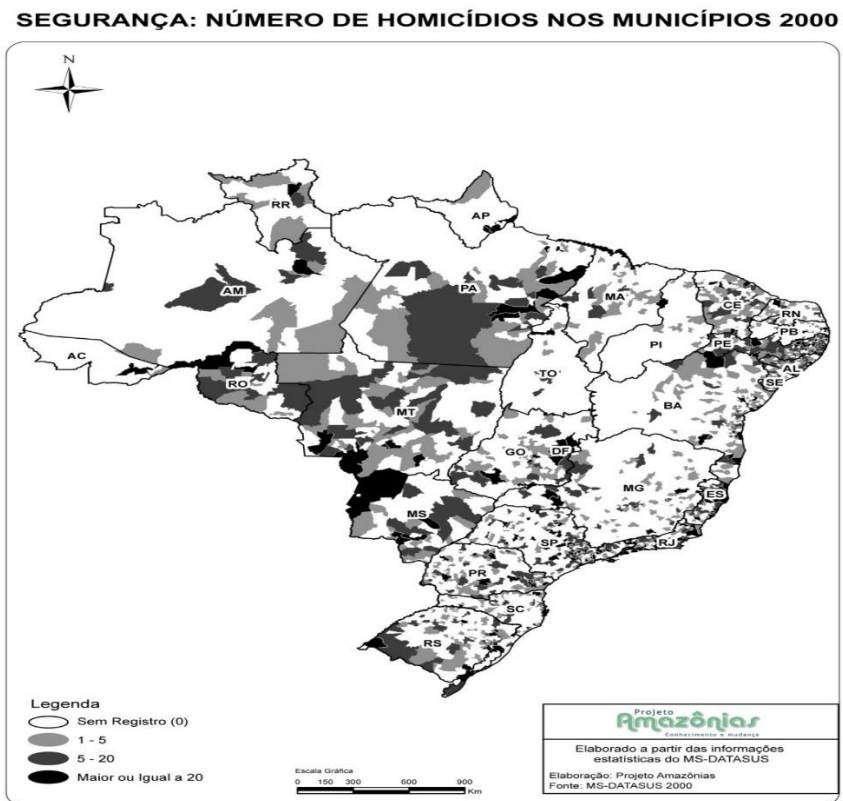 SEGURANÇA: NÚMERO DE HOMICÍDIOS NOS MUNICÍPIOS 2000
N
RR
AP
AM
PA
MA
CE
RN
PB
PI
PE
AC
AL
SE
TO
RO
BA
MT
GO
DF
MG
ES
MS
SP
RJ
PR
SC
RS
Legenda
Sem Registro (0)
1 - 5
5 - 20
Maior ou Igual a 20
Escala Gráfica
0 150 300 600 900
Km
Projeto
Amazônias
Conhecimento e mudança
Elaborado a partir das informações
estatísticas do MS-DATASUS
Elaboração: Projeto Amazônias
Fonte: MS-DATASUS 2000